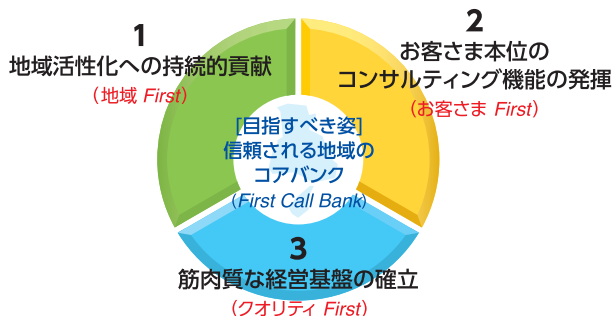 1
地域活性化への持続的貢献
（地域 First）
2
お客さま本位の
コンサルティング機能の発揮
（お客さま First）
[目指すべき姿]
信頼される地域の
コアバンク
（First Call Bank）
3
筋肉質な経営基盤の確立
（クオリティ First）